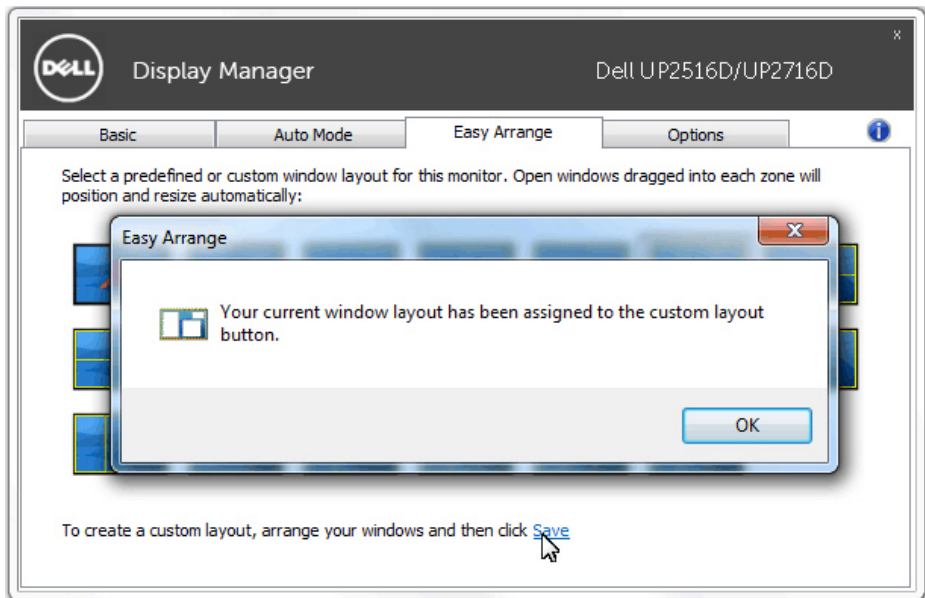 x
DELL
Display Manager
Dell UP2516D/UP2716D
Basic
Auto Mode
Easy Arrange
Options
i
Select a predefined or custom window layout for this monitor. Open windows dragged into each zone will
position and resize automatically:
Easy Arrange
x
Your current window layout has been assigned to the custom layout
button.
OK
To create a custom layout, arrange your windows and then click Save